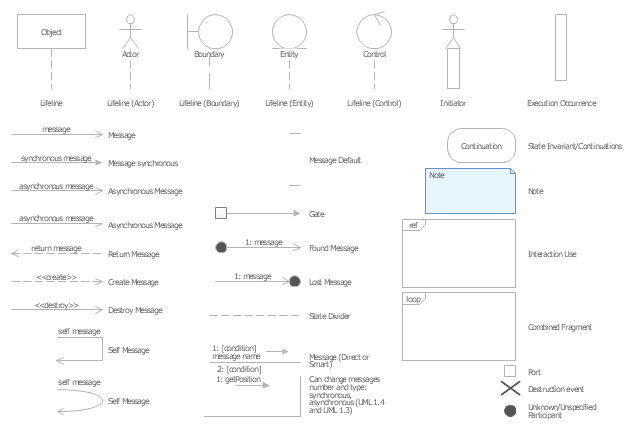 Object
Actor
Boundary
Entity
Control
Lifeline
Lifeline (Actor)
Lifeline (Boundary)
Lifeline (Entity)
Lifeline (Control)
Initiator
Execution Occurrence
message
Message
synchronous message
Message synchronous
asynchronous message
Asynchronous Message
asynchronous message
Asynchronous Message
return message
Return Message
<<create>>
Create Message
<<destroy>>
Destroy Message
self message
Self Message
self message
Self Message
Message Default
Gate
1: message
Found Message
1: message
Lost Message
State Divider
1: [condition]
message name
Message (Direct or
Smart)
2: [condition]
1: getPosition
Can change messages
number and type:
synchronous,
asynchronous (UML 1.4
and UML 1.3)
Continuation
State Invariant/Continuations
Note
Note
ref
Interaction Use
loop
Combined Fragment
Port
Destruction event
Unknown/Unspecified
Participant